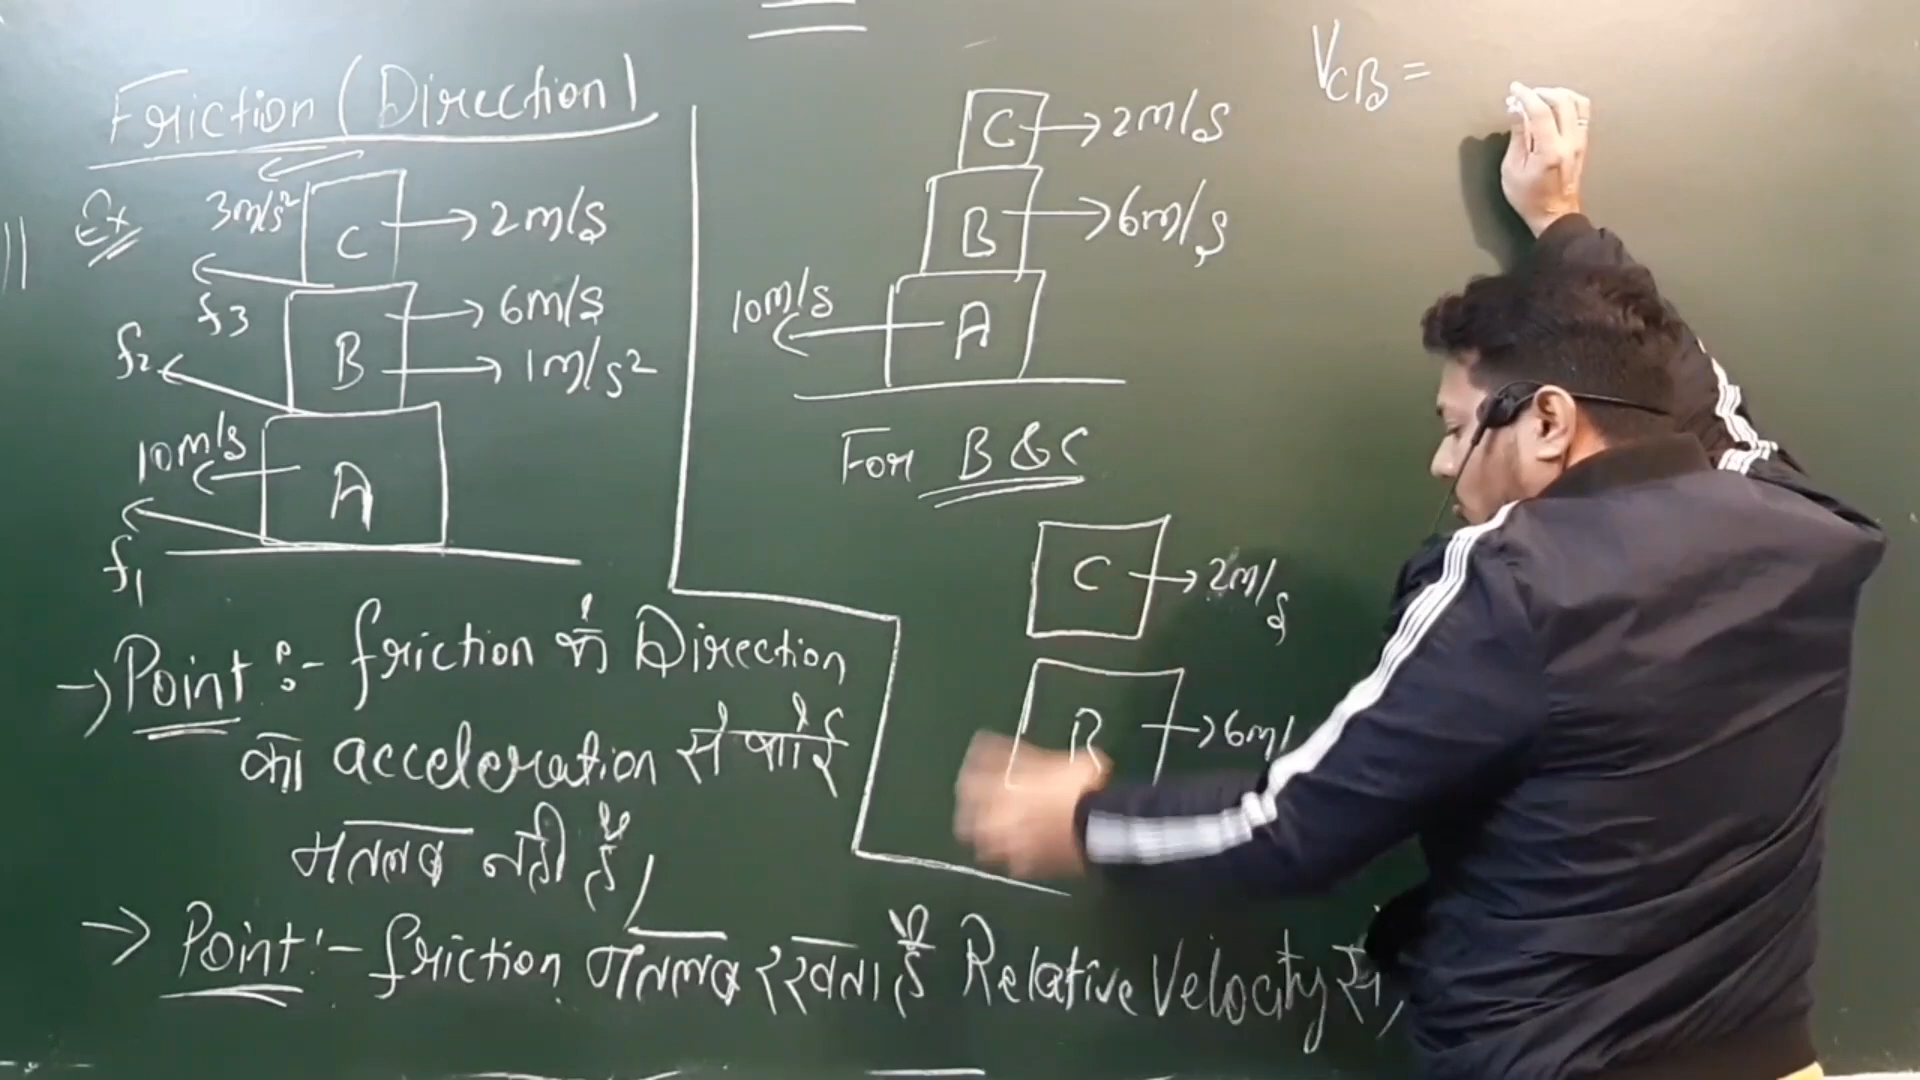 Friction (Direction)
Ex
3m/s²
C
2m/s
f3
6m/s
f2
B
1m/s²
10m/s
A
f1
→ Point :- friction के Direction
का acceleration से कोई
मतलब नहीं है/
→ Point :- friction मतलब रखता है Relative Velocity से,
C
2m/s
B
6m/s
10m/s
A
For B & C
C
2m/s
B
6m/
V_CB =